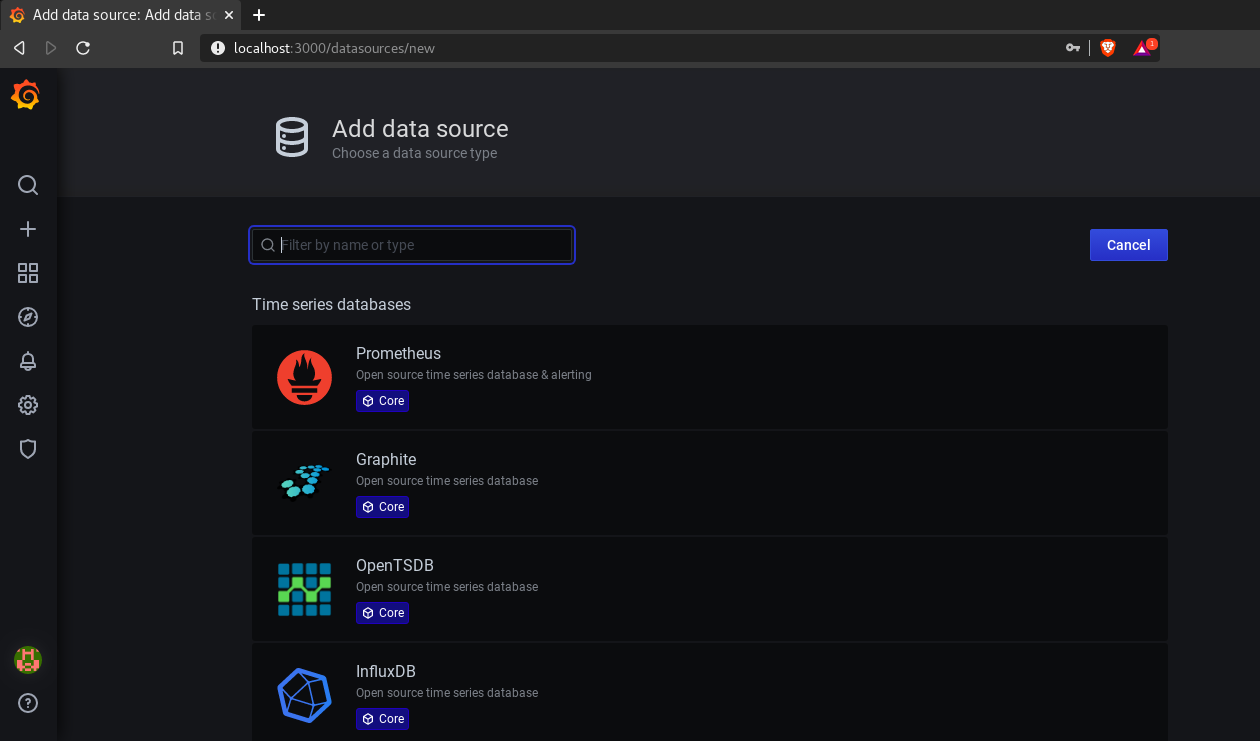 Add data source: Add data s
localhost:3000/datasources/new
1
Add data source
Choose a data source type
Filter by name or type
Cancel
Time series databases
Prometheus
Open source time series database & alerting
Core
Graphite
Open source time series database
Core
OpenTSDB
Open source time series database
Core
InfluxDB
Open source time series database
Core